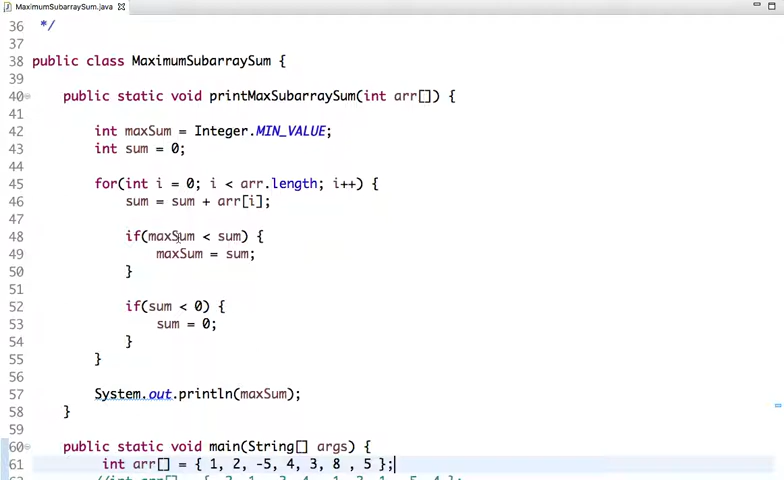 MaximumSubarraySum.java
36 */
37
38 public class MaximumSubarraySum {
39
40 public static void printMaxSubarraySum(int arr[]) {
41
42 int maxSum = Integer.MIN_VALUE;
43 int sum = 0;
44
45 for(int i = 0; i < arr.length; i++) {
46 sum = sum + arr[i];
47
48 if(maxSum < sum) {
49 maxSum = sum;
50 }
51
52 if(sum < 0) {
53 sum = 0;
54 }
55 }
56
57 System.out.println(maxSum);
58 }
59
60 public static void main(String[] args) {
61 int arr[] = { 1, 2, -5, 4, 3, 8 , 5 };